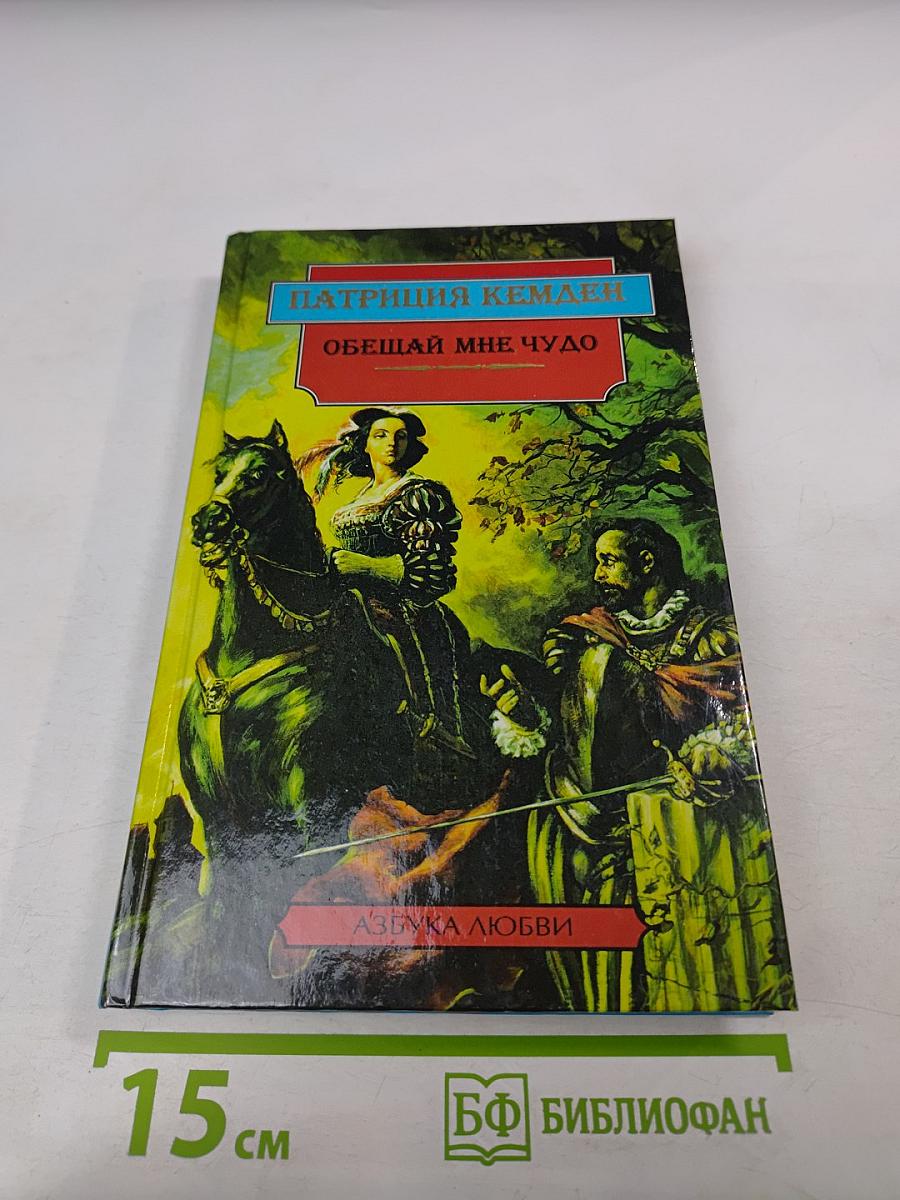 ПАТРИЦИЯ КЕМДЕН
ОБЕЩАЙ МНЕ ЧУДО
АЗБУКА ЛЮБВИ
15 см
БФ БИБЛИОФАН